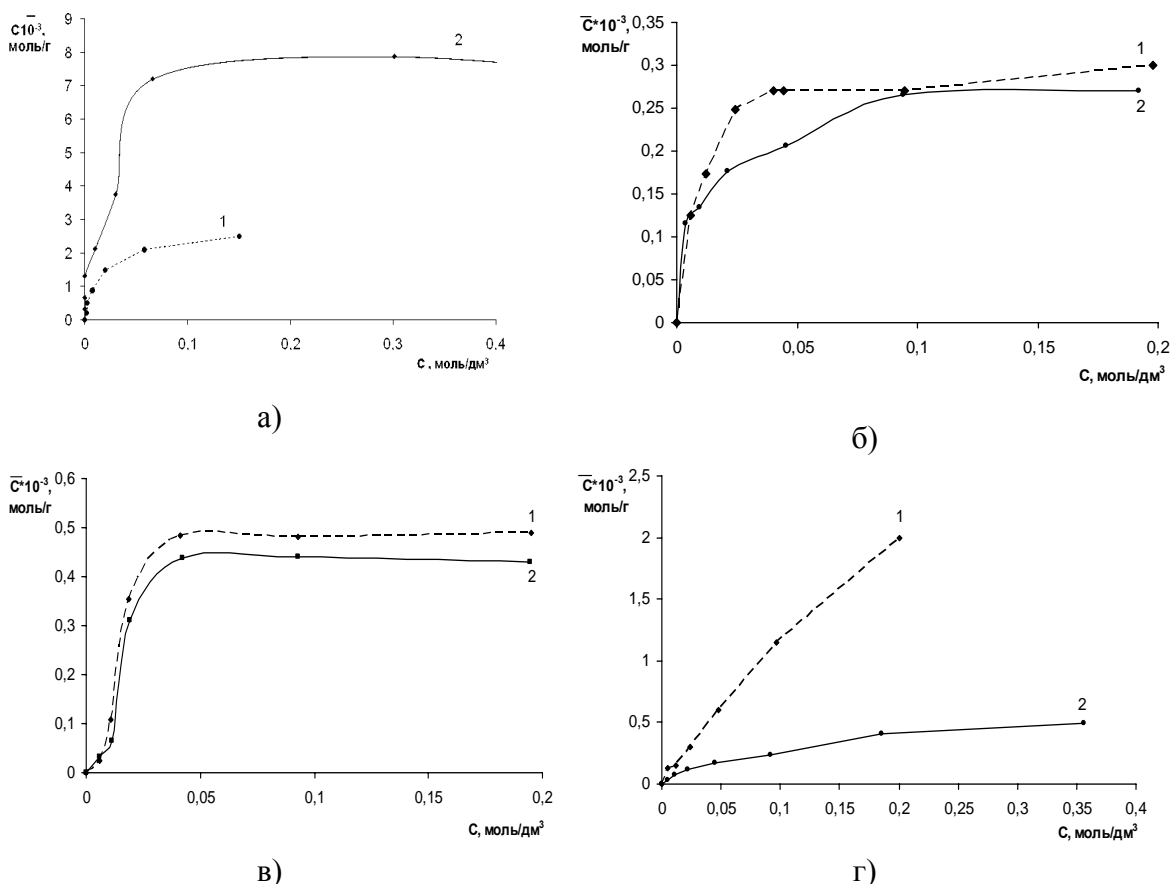 C̄10⁻³,
моль/г
9
8
7
6
5
4
3
2
1
0
2
1
0 0.1 0.2 0.3 0.4
C , моль/дм³
а)
C̄*10⁻³,
моль/г
0,35
0,3
0,25
0,2
0,15
0,1
0,05
0
1
2
0 0,05 0,1 0,15 0,2
C, моль/дм³
б)
C̄*10⁻³,
моль/г
0,6
0,5
0,4
0,3
0,2
0,1
0
1
2
0 0,05 0,1 0,15 0,2
C, моль/дм³
в)
C̄*10⁻³,
моль/г
2,5
2
1,5
1
0,5
0
1
2
0 0,05 0,1 0,15 0,2 0,25 0,3 0,35 0,4
C, моль/дм³
г)